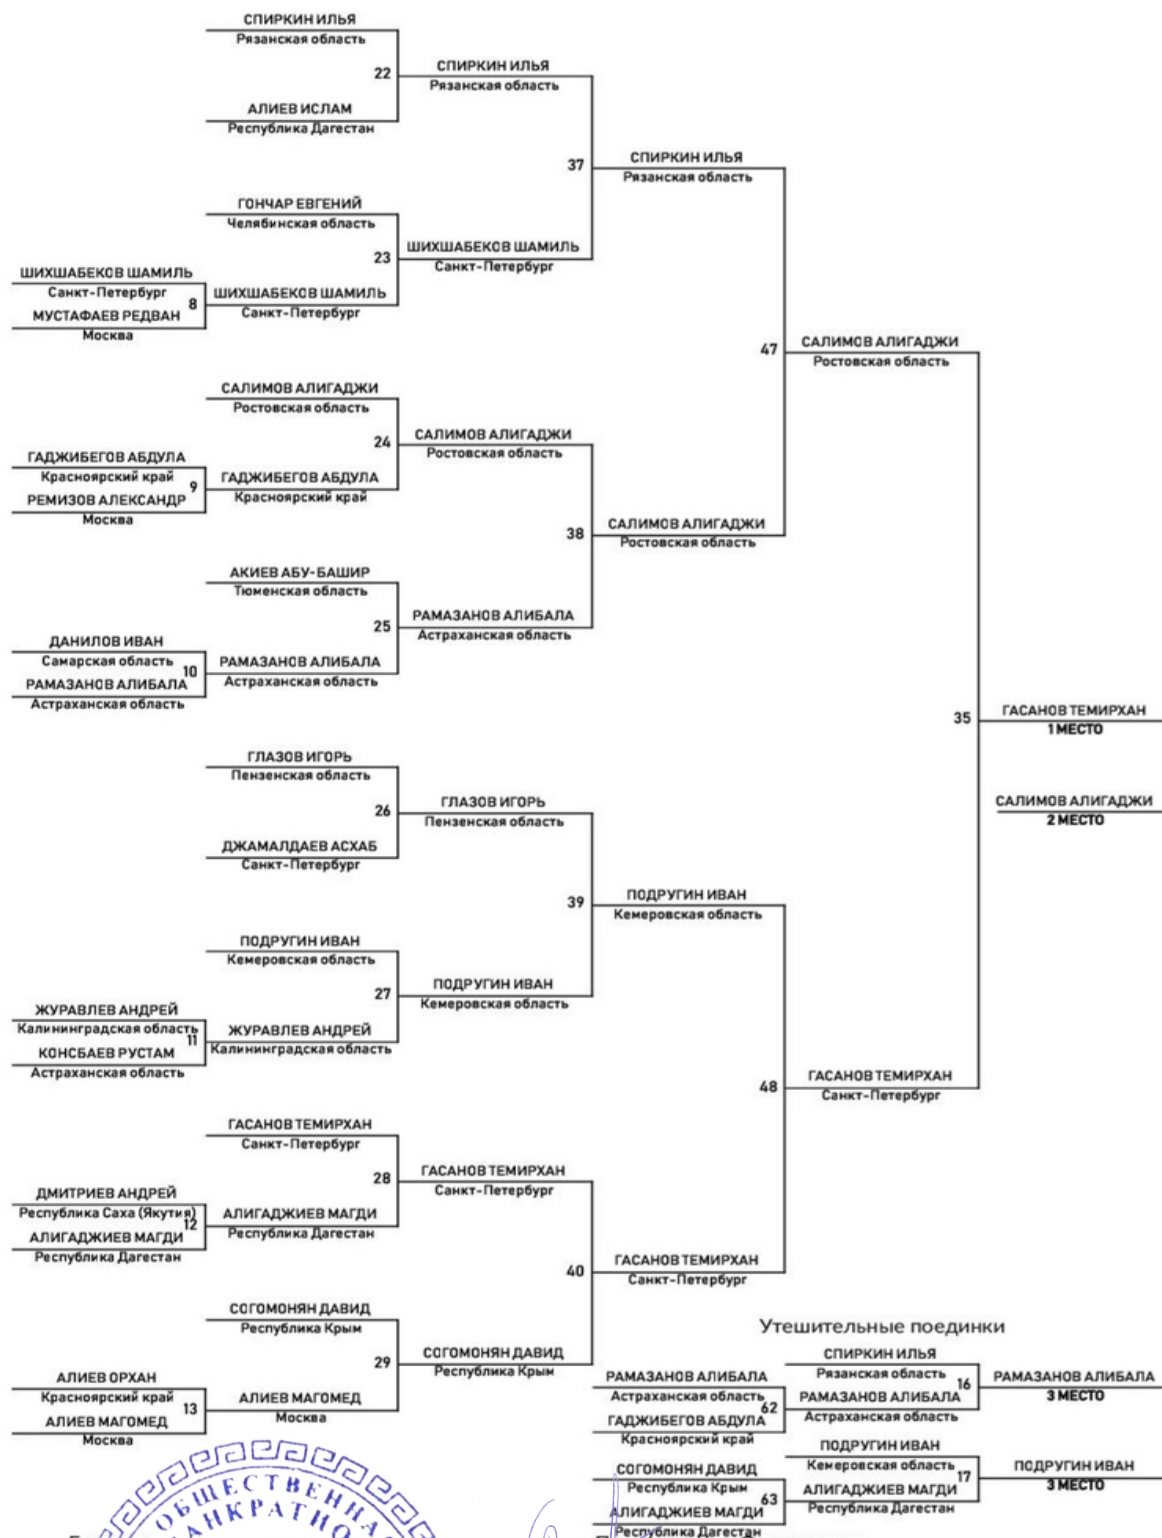 СПИРКИН ИЛЬЯ
Рязанская область
22
АЛИЕВ ИСЛАМ
Республика Дагестан
СПИРКИН ИЛЬЯ
Рязанская область
37
ГОНЧАР ЕВГЕНИЙ
Челябинская область
23
ШИХШАБЕКОВ ШАМИЛЬ
Санкт-Петербург
8
МУСТАФАЕВ РЕДВАН
Москва
ШИХШАБЕКОВ ШАМИЛЬ
Санкт-Петербург
ШИХШАБЕКОВ ШАМИЛЬ
Санкт-Петербург
СПИРКИН ИЛЬЯ
Рязанская область
47
САЛИМОВ АЛИГАДЖИ
Ростовская область
24
ГАДЖИБЕГОВ АБДУЛА
Красноярский край
9
РЕМИЗОВ АЛЕКСАНДР
Москва
ГАДЖИБЕГОВ АБДУЛА
Красноярский край
САЛИМОВ АЛИГАДЖИ
Ростовская область
38
АКИЕВ АБУ-БАШИР
Тюменская область
25
ДАНИЛОВ ИВАН
Самарская область
10
РАМАЗАНОВ АЛИБАЛА
Астраханская область
РАМАЗАНОВ АЛИБАЛА
Астраханская область
РАМАЗАНОВ АЛИБАЛА
Астраханская область
САЛИМОВ АЛИГАДЖИ
Ростовская область
САЛИМОВ АЛИГАДЖИ
Ростовская область
35
ГАСАНОВ ТЕМИРХАН
1 МЕСТО
САЛИМОВ АЛИГАДЖИ
2 МЕСТО
ГЛАЗОВ ИГОРЬ
Пензенская область
26
ДЖАМАЛДАЕВ АСХАБ
Санкт-Петербург
ГЛАЗОВ ИГОРЬ
Пензенская область
39
ПОДРУГИН ИВАН
Кемеровская область
27
ЖУРАВЛЕВ АНДРЕЙ
Калининградская область
11
КОНСБАЕВ РУСТАМ
Астраханская область
ЖУРАВЛЕВ АНДРЕЙ
Калининградская область
ПОДРУГИН ИВАН
Кемеровская область
ПОДРУГИН ИВАН
Кемеровская область
48
ГАСАНОВ ТЕМИРХАН
Санкт-Петербург
ГАСАНОВ ТЕМИРХАН
Санкт-Петербург
28
ДМИТРИЕВ АНДРЕЙ
Республика Саха (Якутия)
12
АЛИГАДЖИЕВ МАГДИ
Республика Дагестан
АЛИГАДЖИЕВ МАГДИ
Республика Дагестан
ГАСАНОВ ТЕМИРХАН
Санкт-Петербург
40
ГАСАНОВ ТЕМИРХАН
Санкт-Петербург
СОГОМОНЯН ДАВИД
Республика Крым
29
АЛИЕВ ОРХАН
Красноярский край
13
АЛИЕВ МАГОМЕД
Москва
АЛИЕВ МАГОМЕД
Москва
СОГОМОНЯН ДАВИД
Республика Крым
Утешительные поединки
СПИРКИН ИЛЬЯ
Рязанская область
16
РАМАЗАНОВ АЛИБАЛА
Астраханская область
62
ГАДЖИБЕГОВ АБДУЛА
Красноярский край
РАМАЗАНОВ АЛИБАЛА
Астраханская область
РАМАЗАНОВ АЛИБАЛА
3 МЕСТО
ПОДРУГИН ИВАН
Кемеровская область
17
СОГОМОНЯН ДАВИД
Республика Крым
63
АЛИГАДЖИЕВ МАГДИ
Республика Дагестан
АЛИГАДЖИЕВ МАГДИ
Республика Дагестан
ПОДРУГИН ИВАН
3 МЕСТО